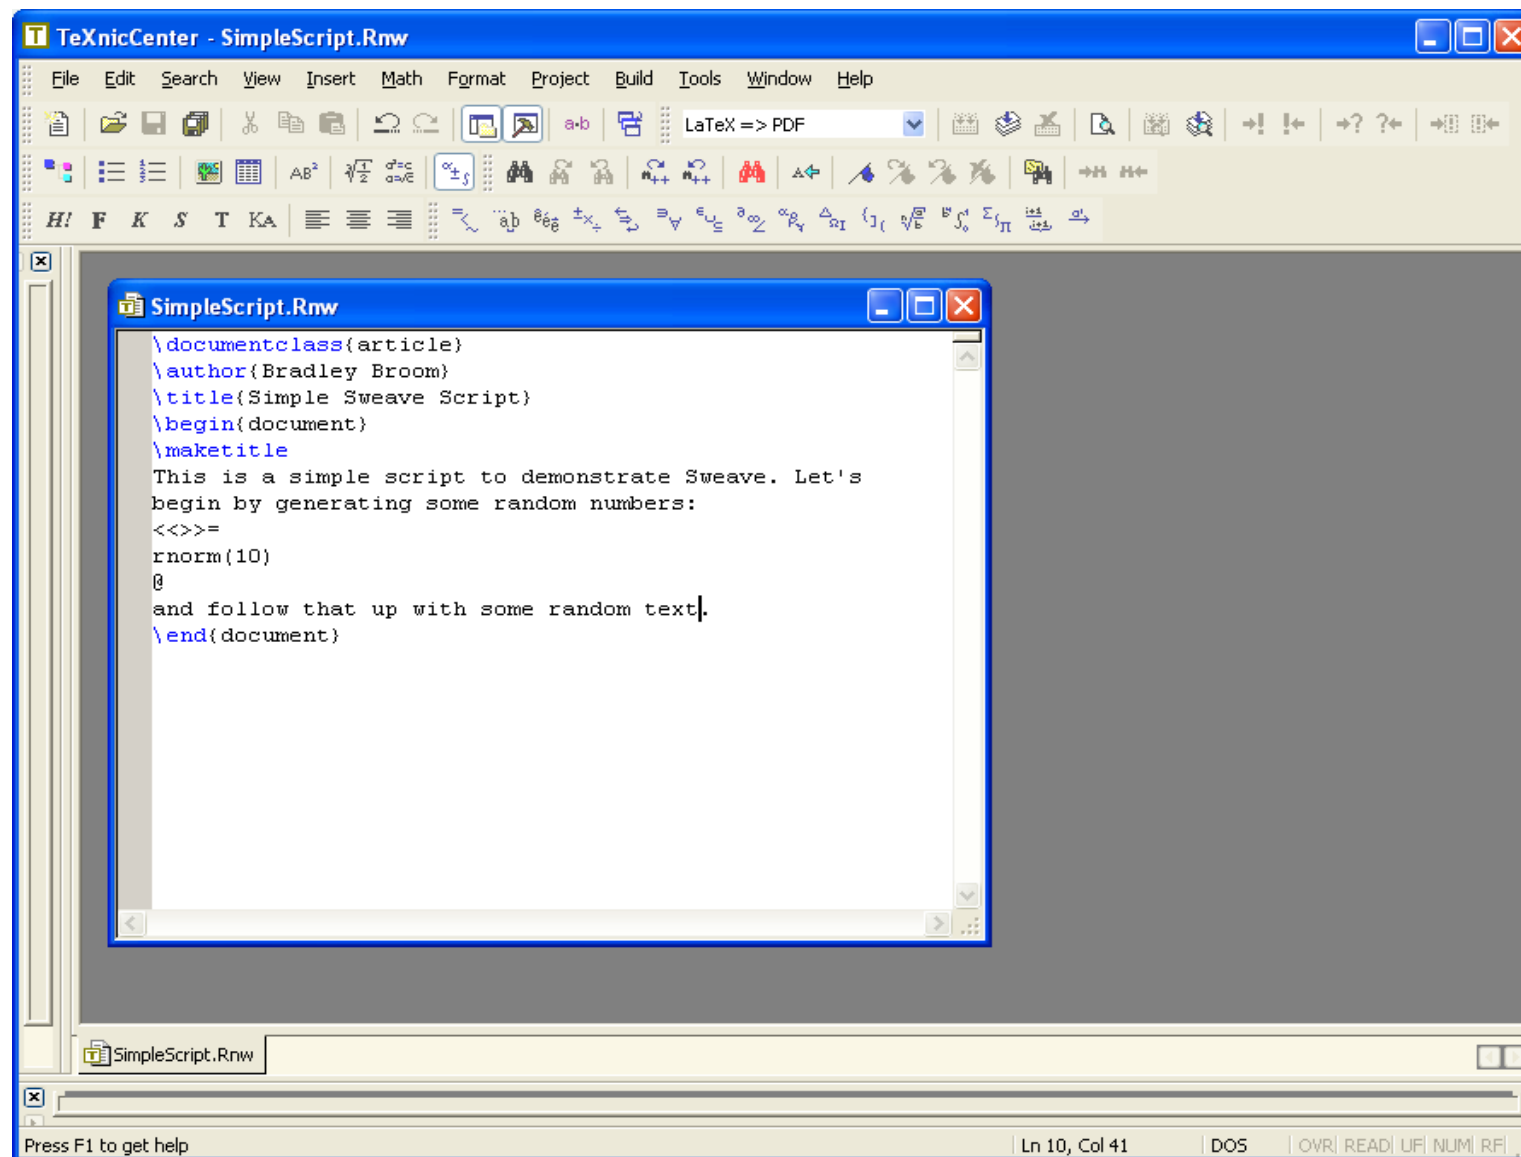 TeXnicCenter - SimpleScript.Rnw
File Edit Search View Insert Math Format Project Build Tools Window Help
LaTeX => PDF
SimpleScript.Rnw
\documentclass{article}
\author{Bradley Broom}
\title{Simple Sweave Script}
\begin{document}
\maketitle
This is a simple script to demonstrate Sweave. Let's
begin by generating some random numbers:
<<>>=
rnorm(10)
@
and follow that up with some random text.
\end{document}
SimpleScript.Rnw
Press F1 to get help
Ln 10, Col 41 DOS OVR READ UF NUM RF